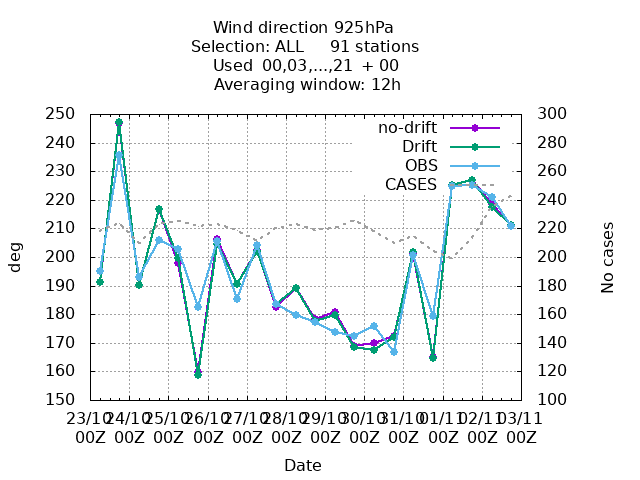 Wind direction 925hPa
Selection: ALL 91 stations
Used 00,03,...,21 + 00
Averaging window: 12h
250 300
240 280
230 260
220 240
210 220
200 200
190 180
180 160
170 140
160 120
150 100
no-drift
Drift
OBS
CASES
deg
No cases
23/10 24/10 25/10 26/10 27/10 28/10 29/10 30/10 31/10 01/11 02/11 03/11
00Z 00Z 00Z 00Z 00Z 00Z 00Z 00Z 00Z 00Z 00Z 00Z
Date